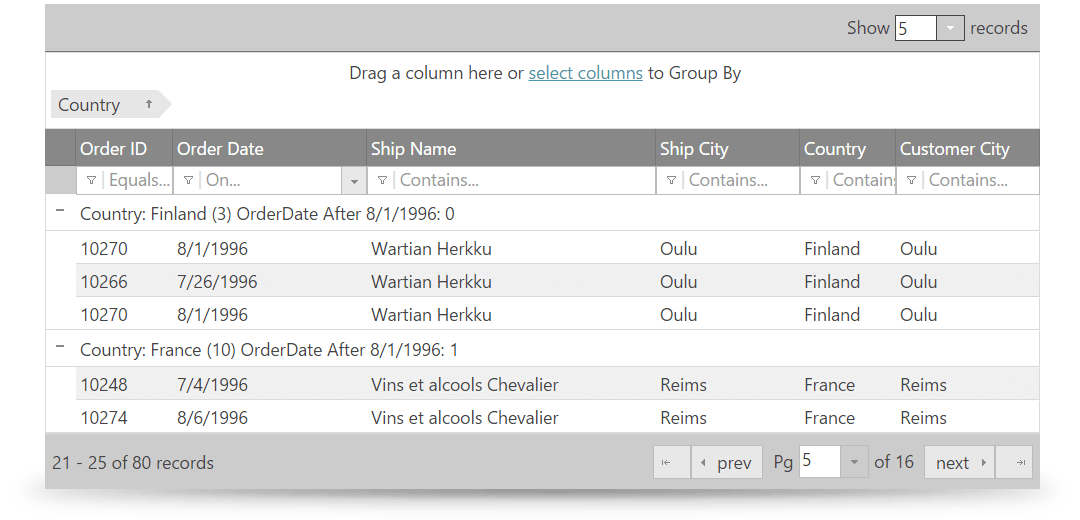 Show 5 records
Drag a column here or select columns to Group By
Country
Order ID Order Date Ship Name Ship City Country Customer City
Equals... On... Contains... Contains... Contain Contains...
Country: Finland (3) OrderDate After 8/1/1996: 0
10270 8/1/1996 Wartian Herkku Oulu Finland Oulu
10266 7/26/1996 Wartian Herkku Oulu Finland Oulu
10270 8/1/1996 Wartian Herkku Oulu Finland Oulu
Country: France (10) OrderDate After 8/1/1996: 1
10248 7/4/1996 Vins et alcools Chevalier Reims France Reims
10274 8/6/1996 Vins et alcools Chevalier Reims France Reims
21 - 25 of 80 records prev Pg 5 of 16 next